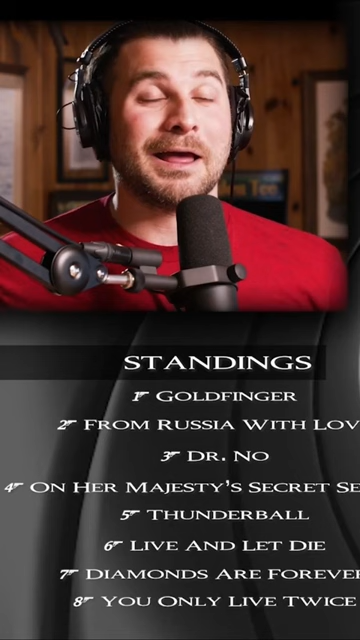 STANDINGS
1st GOLDFINGER
2nd FROM RUSSIA WITH LOV
3rd DR. NO
4th ON HER MAJESTY'S SECRET SE
5th THUNDERBALL
6th LIVE AND LET DIE
7th DIAMONDS ARE FOREVER
8th YOU ONLY LIVE TWICE